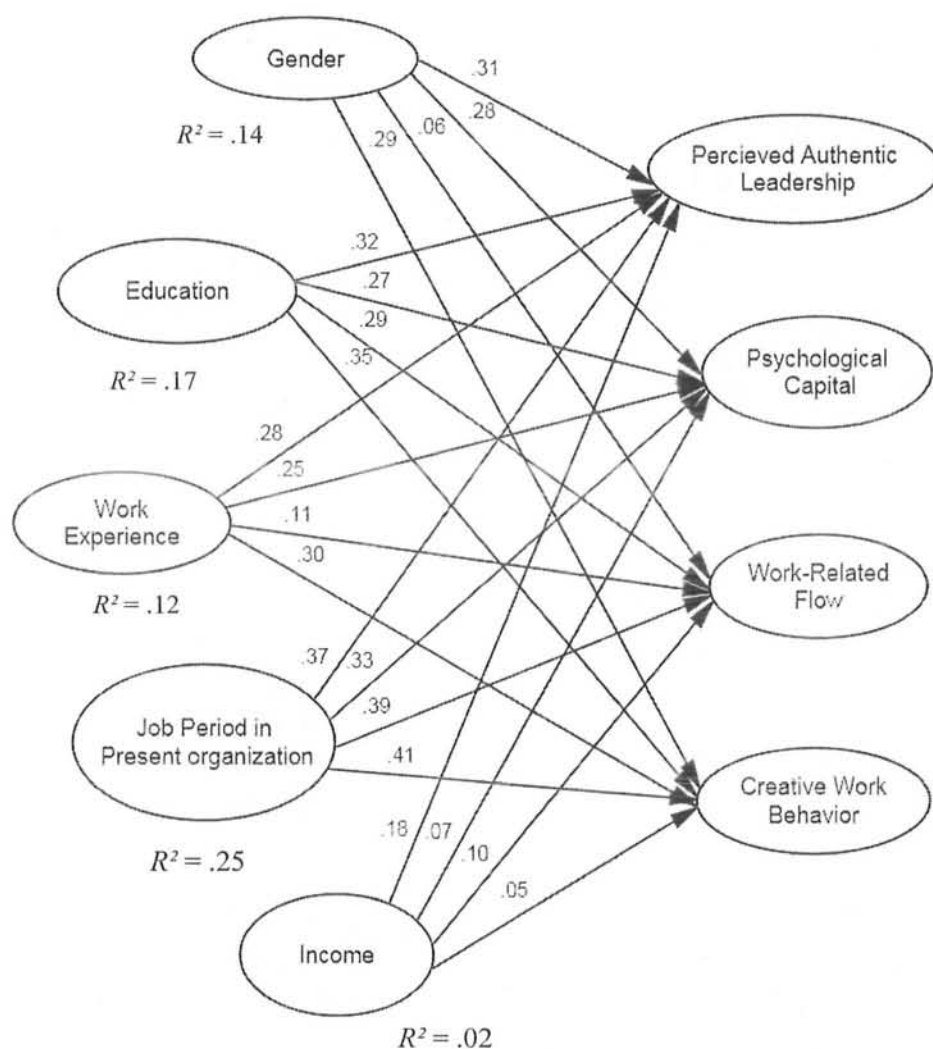 Gender
R² = .14
.31
.28
.06
.29
Percieved Authentic
Leadership
Education
R² = .17
.32
.27
.29
.35
Psychological
Capital
Work
Experience
R² = .12
.28
.25
.11
.30
Work-Related
Flow
Job Period in
Present organization
R² = .25
.37
.33
.39
.41
Creative Work
Behavior
Income
R² = .02
.18
.07
.10
.05